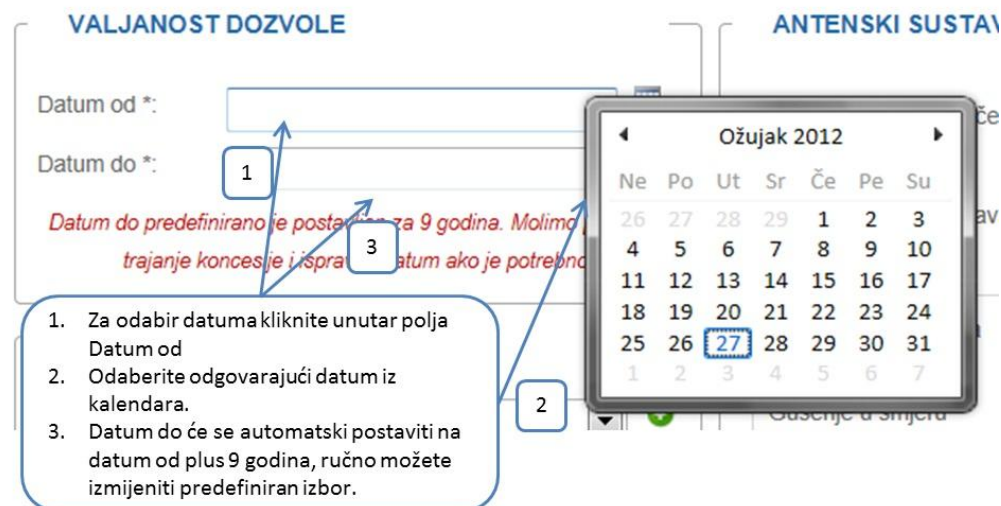 VALJANOST DOZVOLE
ANTENSKI SUSTAV
Datum od *:
Datum do *:
1
Datum do predefinirano je za 9 godina. Molimo
3
trajanje koncesije i datum ako je potrebno
1. Za odabir datuma kliknite unutar polja
Datum od
2. Odaberite odgovarajući datum iz
kalendara.
3. Datum do će se automatski postaviti na
datum od plus 9 godina, ručno možete
izmijeniti predefiniran izbor.
2
Ožujak 2012
Ne Po Ut Sr Če Pe Su
26 27 28 29 1 2 3
4 5 6 7 8 9 10
11 12 13 14 15 16 17
18 19 20 21 22 23 24
25 26 27 28 29 30 31
1 2 3 4 5 6 7
u smjeru